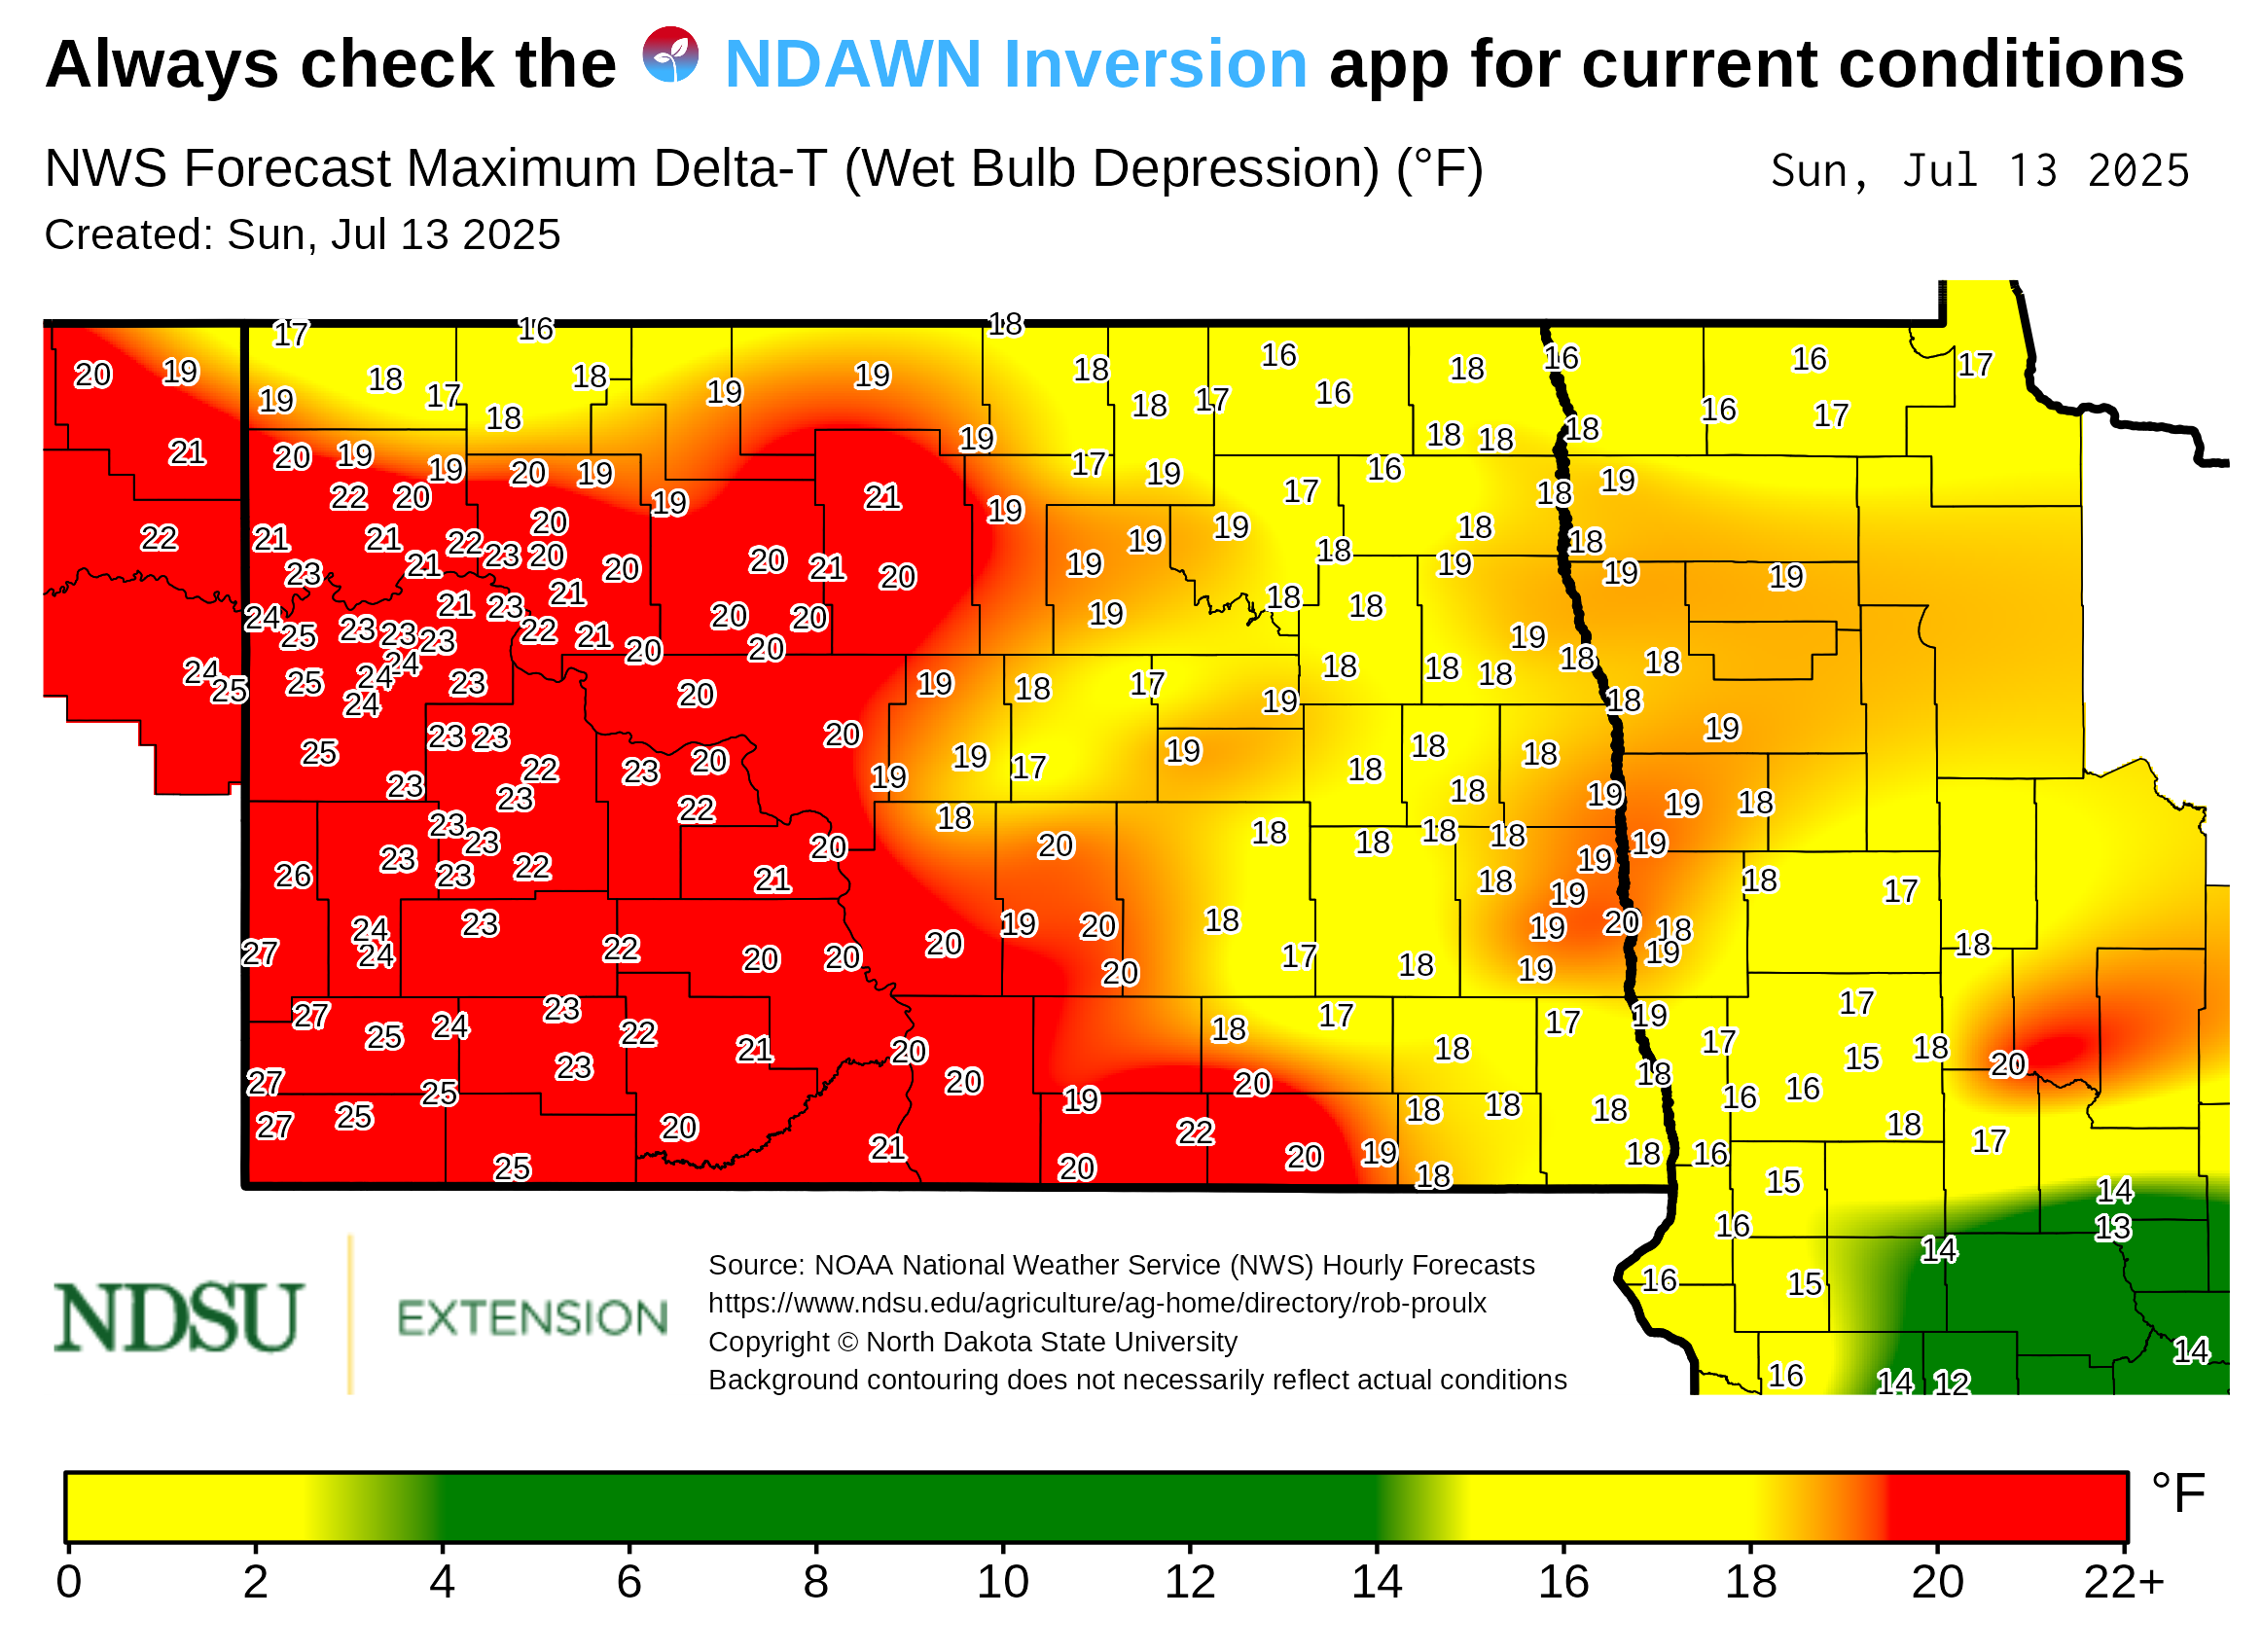 Always check the NDAWN Inversion app for current conditions
NWS Forecast Maximum Delta-T (Wet Bulb Depression) (°F) Sun, Jul 13 2025
Created: Sun, Jul 13 2025
17 16 18
20 19 18 17 18 19 19 18 16 18 16 16 17
19 18 18 17 16 16 17
21 20 19 19 20 19 19 17 19 16 18 18 18
22 20 19 21 19 17 18 19
22 21 21 22 23 20 20 20 21 19 19 18 18 18
23 21 20 21 20 19 19 19 19
24 21 23 21 20 20 19 18 18
25 23 23 23 22 21 20 20 19 18
24 25 25 24 24 23 20 19 18 17 18 18 18 18
24 19 18
25 23 23 20 19 17 19 18 18 19
23 22 23 20 19 18 18
23 22 18 19 19 18
23 23 20 20 18 18 18 18 19
26 23 23 22 21 18 19 18 17
24 23 19 20 18 19 20 18
27 24 22 20 20 20 20 17 18 19 19 18
27 25 24 23 22 21 18 17 18 17 19 17 17
27 25 23 20 20 19 20 18 16 16 15 18 20
27 25 20 22 18 18 18 18 17
25 21 20 20 19 18 18 16 15 14
16 13
16 15 14
16 14 12 14
NDSU EXTENSION
Source: NOAA National Weather Service (NWS) Hourly Forecasts
https://www.ndsu.edu/agriculture/ag-home/directory/rob-proulx
Copyright © North Dakota State University
Background contouring does not necessarily reflect actual conditions
°F
0 2 4 6 8 10 12 14 16 18 20 22+